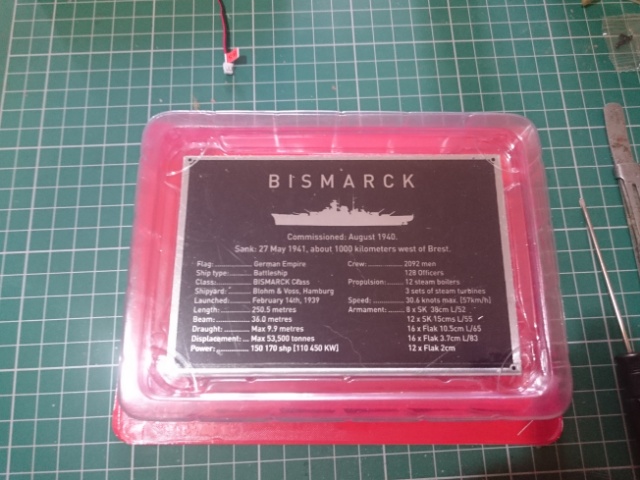 BISMARCK
Commissioned: August 1940.
Sank: 27 May 1941, about 1000 kilometers west of Brest.
Flag: German Empire
Ship type: Battleship
Class: BISMARCK Class
Shipyard: Blohm & Voss, Hamburg
Launched: February 14th, 1939
Length: 250.5 metres
Beam: 36.0 metres
Draught: Max 9.9 metres
Displacement: Max 53,500 tonnes
Power: 150 170 shp [110 450 KW]
Crew: 2092 men
128 Officers
Propulsion: 12 steam boilers
3 sets of steam turbines
Speed: 30.6 knots max. [57km/h]
Armament: 8 x SK 38cm L/52
12 x SK 15cms L/55
16 x Flak 10.5cm L/65
16 x Flak 3.7cm L/83
12 x Flak 2cm